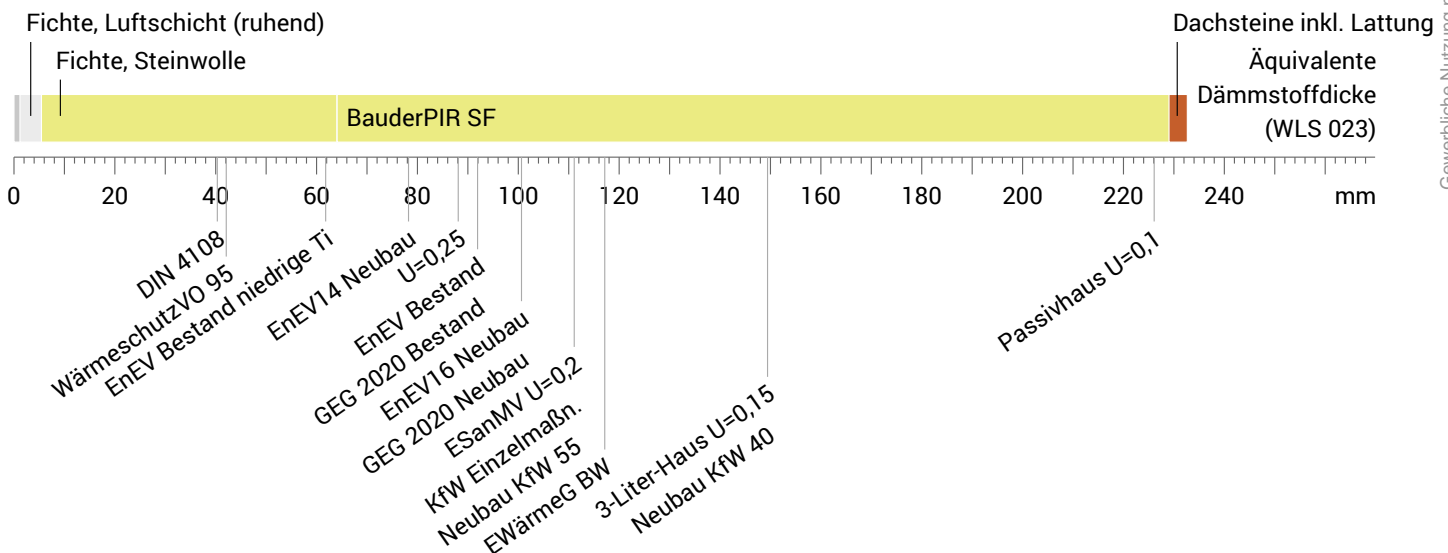 Fichte, Luftschicht (ruhend)
Dachsteine inkl. Lattung
Fichte, Steinwolle
Äquivalente
Dämmstoffdicke
(WLS 023)
BauderPIR SF
0 20 40 60 80 100 120 140 160 180 200 220 240 mm
DIN 4108
WärmeschutzVO 95
EnEV Bestand niedrige Ti
EnEV14 Neubau
U=0,25
EnEV Bestand
GEG 2020 Bestand
EnEV16 Neubau
GEG 2020 Neubau
ESanMV U=0,2
KfW Einzelmaßn.
Neubau KfW 55
EWärmeG BW
3-Liter-Haus U=0,15
Neubau KfW 40
Passivhaus U=0,1
Gewerbliche Nutzung